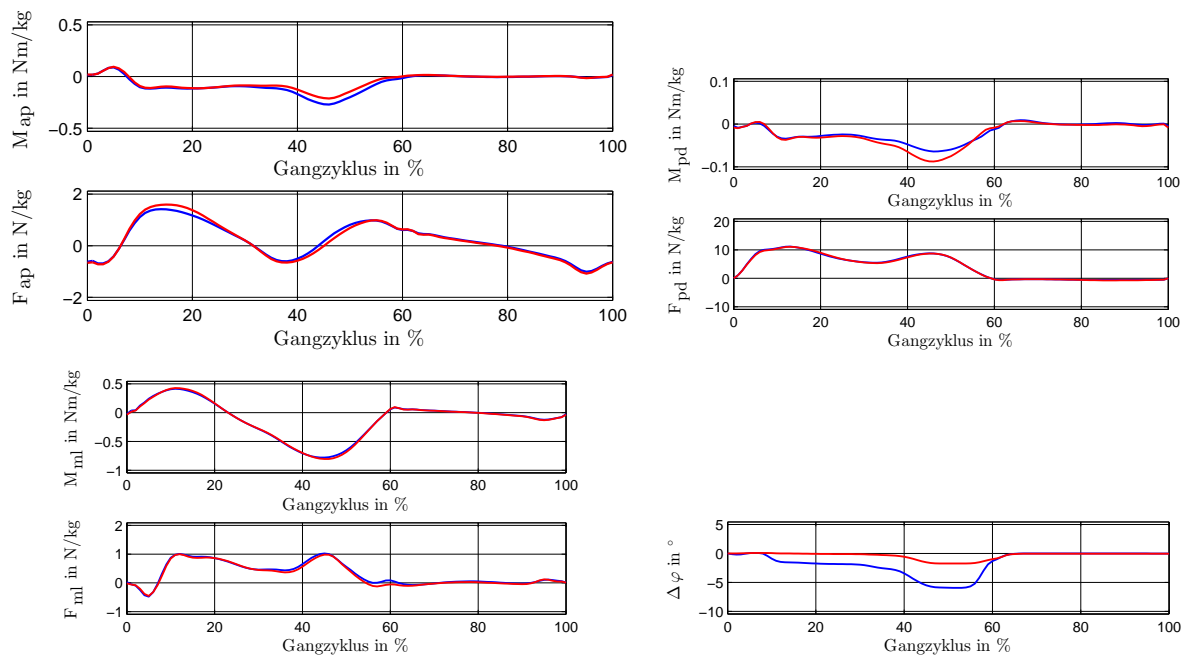 M ap in Nm/kg
0.5
0
−0.5
0 20 40 60 80 100
Gangzyklus in %
F ap in N/kg
2
0
−2
0 20 40 60 80 100
Gangzyklus in %
M pd in Nm/kg
0.1
0
−0.1
0 20 40 60 80 100
Gangzyklus in %
F pd in N/kg
20
10
0
−10
0 20 40 60 80 100
Gangzyklus in %
M ml in Nm/kg
0.5
0
−0.5
−1
0 20 40 60 80 100
Gangzyklus in %
F ml in N/kg
2
1
0
−1
0 20 40 60 80 100
Gangzyklus in %
Δφ in °
5
0
−5
−10
0 20 40 60 80 100
Gangzyklus in %